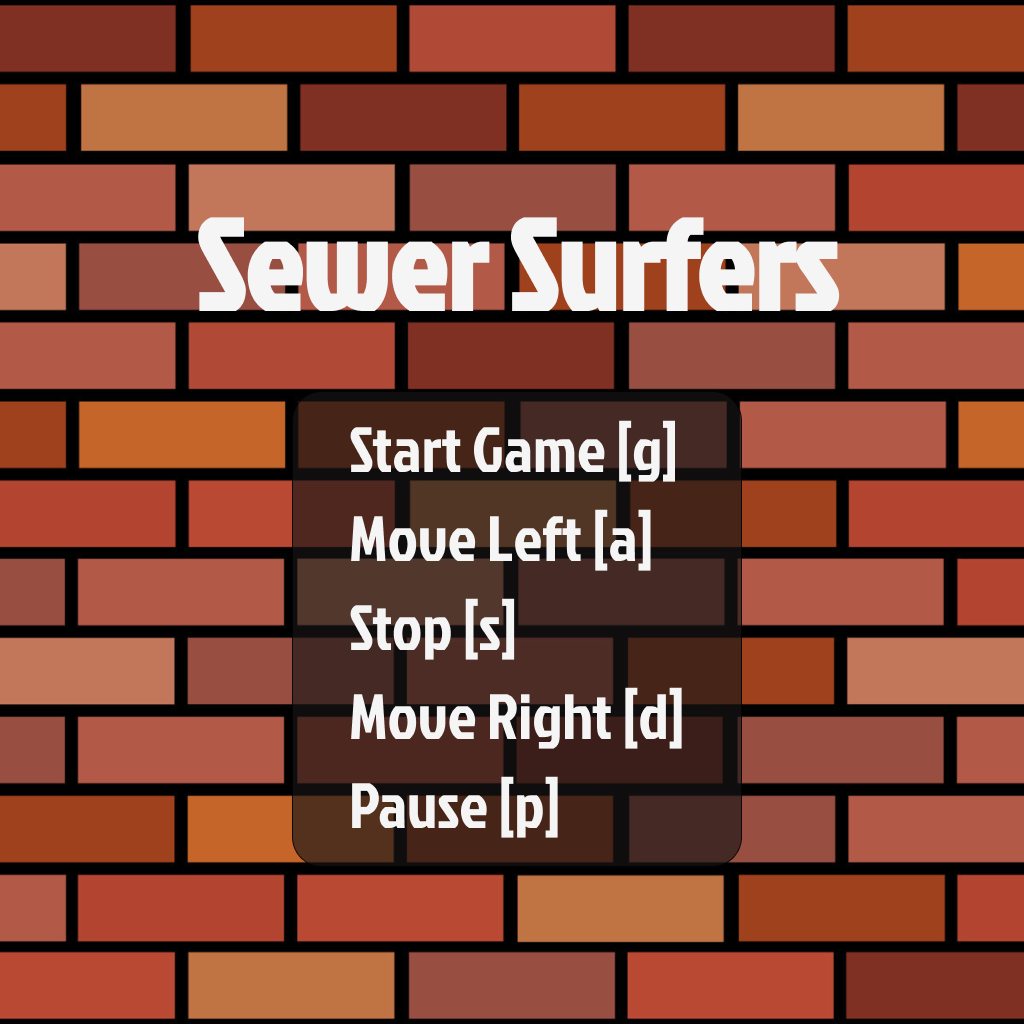 Sewer Surfers
Start Game [g]
Move Left [a]
Stop [s]
Move Right [d]
Pause [p]